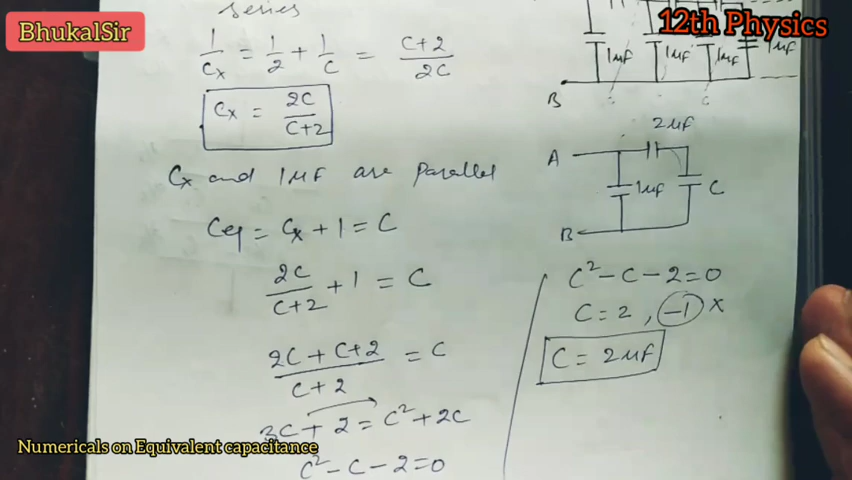 BhukalSir
12th Physics
Series
1/Cx = 1/2 + 1/C = C+2/2C
Cx = 2C/C+2
Cx and 1μF are Parallel
Ceq = Cx + 1 = C
2C/C+2 + 1 = C
2C + C+2/C+2 = C
3C + 2 = C² + 2C
C² - C - 2 = 0
1μF
1μF
1μF
1μF
B
2μF
A
1μF
C
B
C² - C - 2 = 0
C = 2, -1 ×
C = 2μF
Numericals on Equivalent capacitance